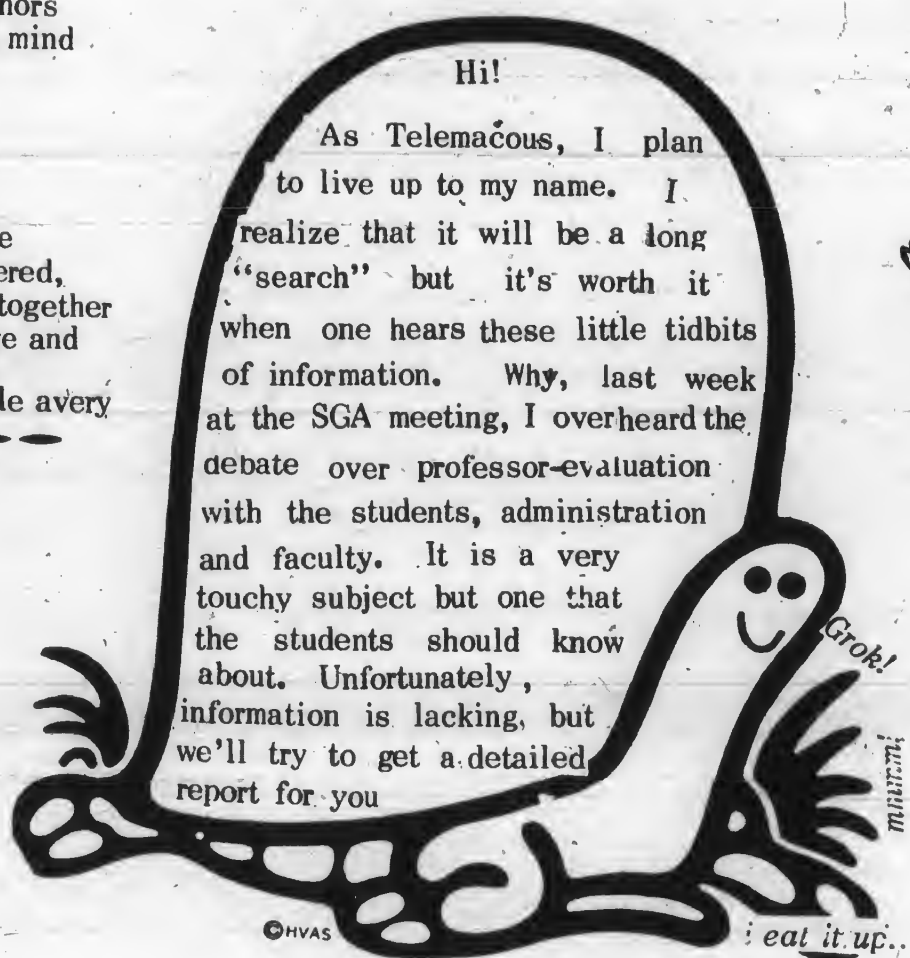 nors
mind
e
ered,
together
e and
le avery
Hi!
As Telemacous, I plan
to live up to my name. I
realize that it will be a long
"search" but it's worth it
when one hears these little tidbits
of information. Why, last week
at the SGA meeting, I overheard the
debate over professor-evaluation
with the students, administration
and faculty. It is a very
touchy subject but one that
the students should know
about. Unfortunately,
information is lacking, but
we'll try to get a detailed
report for you
Grok!
mmmm!
i eat it up..
©HVAS